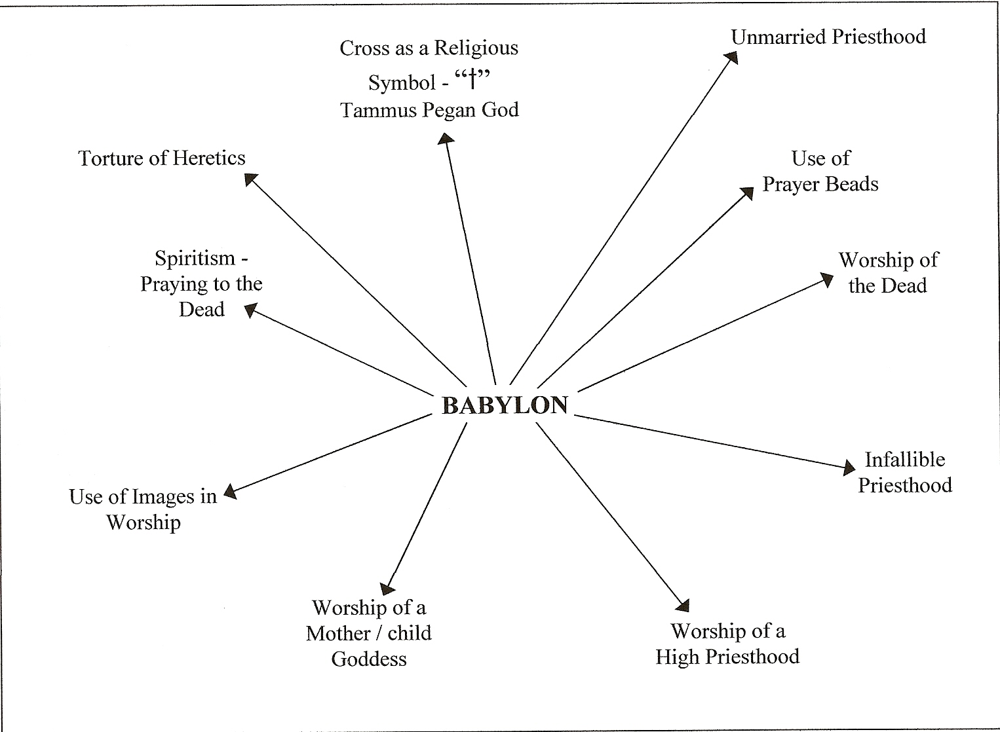 Unmarried Priesthood
Cross as a Religious
Symbol - “†”
Tammus Pegan God
Torture of Heretics
Use of
Prayer Beads
Spiritism -
Praying to the
Dead
Worship of
the Dead
BABYLON
Infallible
Priesthood
Use of Images in
Worship
Worship of a
Mother / child
Goddess
Worship of a
High Priesthood